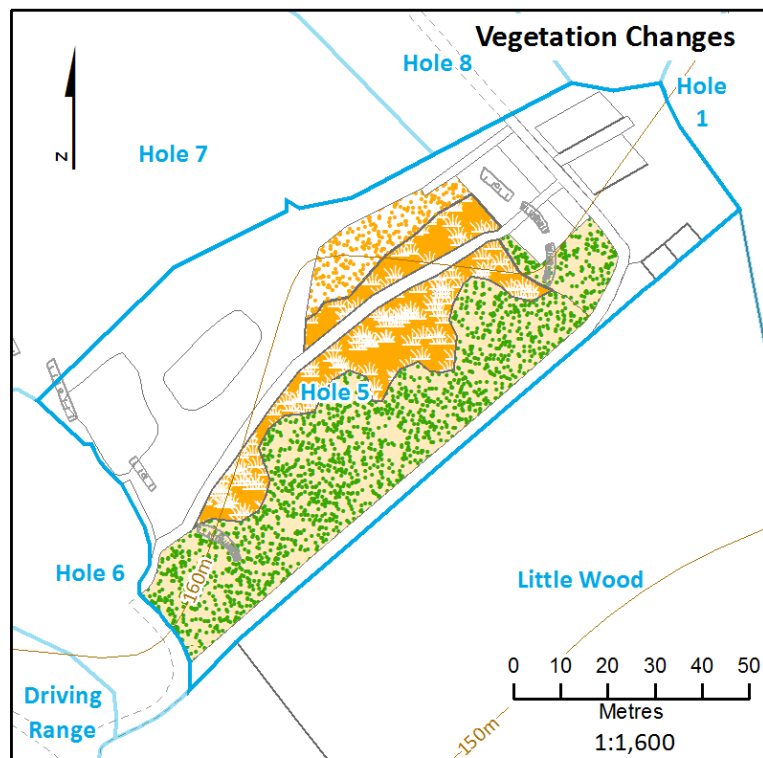 Vegetation Changes
Hole 8
Hole
1
Hole 7
N
Hole 5
Hole 6
160m
Little Wood
Driving
Range
0 10 20 30 40 50
Metres
1:1,600
150m